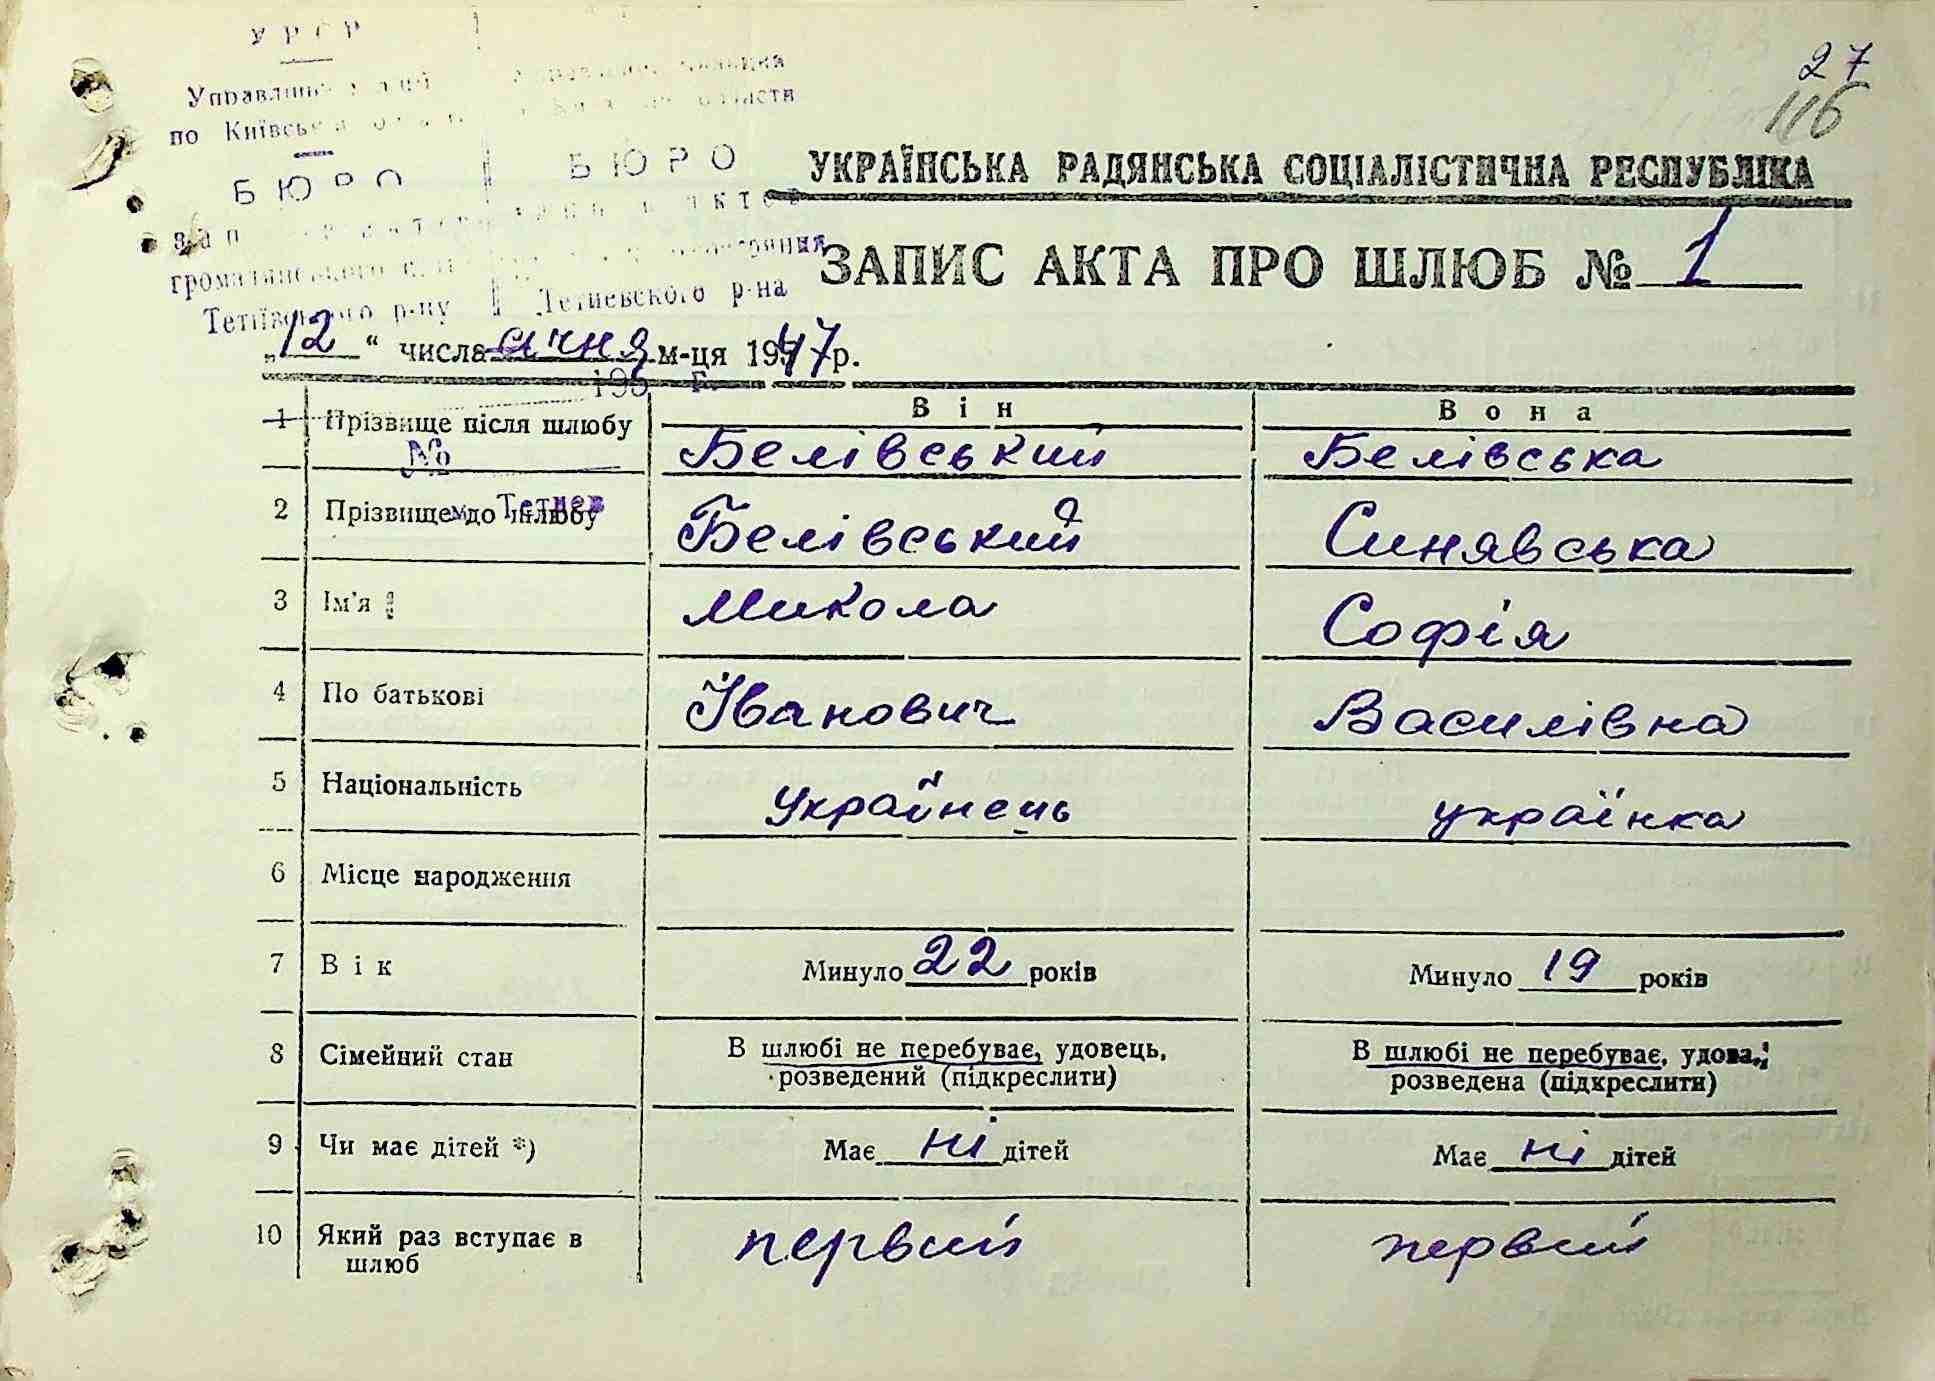 27
116
УРСР
Управління
по Київській
БЮРО
БЮРО
громадянського
Тетіївського р-ну
Тетиевского р-на
УКРАЇНСЬКА РАДЯНСЬКА СОЦІАЛІСТИЧНА РЕСПУБЛІКА
ЗАПИС АКТА ПРО ШЛЮБ № 1
„12“ числа січня м-ця 1947 р.
195 г.
Він Вона
1 Прізвище після шлюбу Белівський Белівська
№
2 Прізвище до шлюбу Белівський Синявська
м. Тетиев
3 Ім'я Микола Софія
4 По батькові Іванович Василівна
5 Національність українець українка
6 Місце народження
7 Вік Минуло 22 років Минуло 19 років
8 Сімейний стан В шлюбі не перебуває, удовець, В шлюбі не перебуває, удова,
розведений (підкреслити) розведена (підкреслити)
9 Чи має дітей *) Має ні дітей Має ні дітей
10 Який раз вступає в первий первий
шлюб